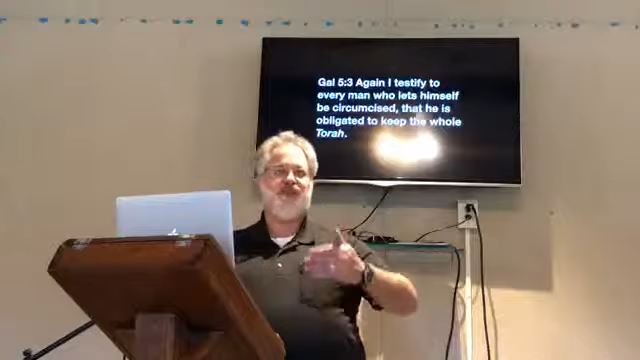 Gal 5:3 Again I testify to
every man who lets himself
be circumcised, that he is
obligated to keep the whole
Torah.